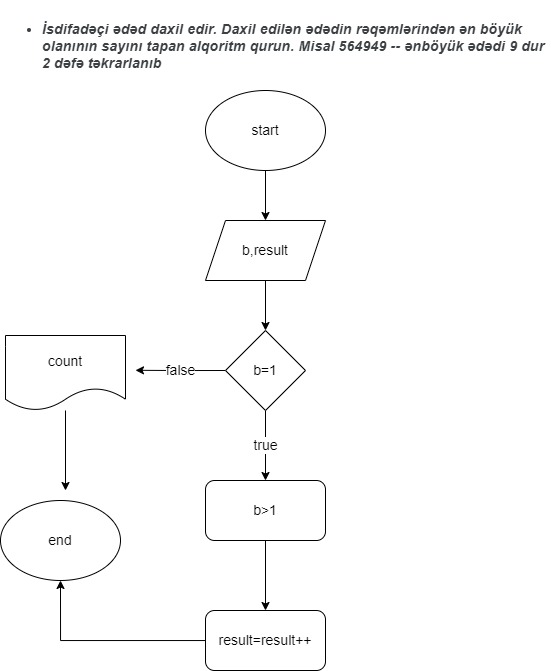 İsdifadəçi ədəd daxil edir. Daxil edilən ədədin rəqəmlərindən ən böyük
olanının sayını tapan alqoritm qurun. Misal 564949 -- ənböyük ədədi 9 dur
2 dəfə təkrarlanıb
start
b,result
count
false
b=1
true
b>1
end
result=result++